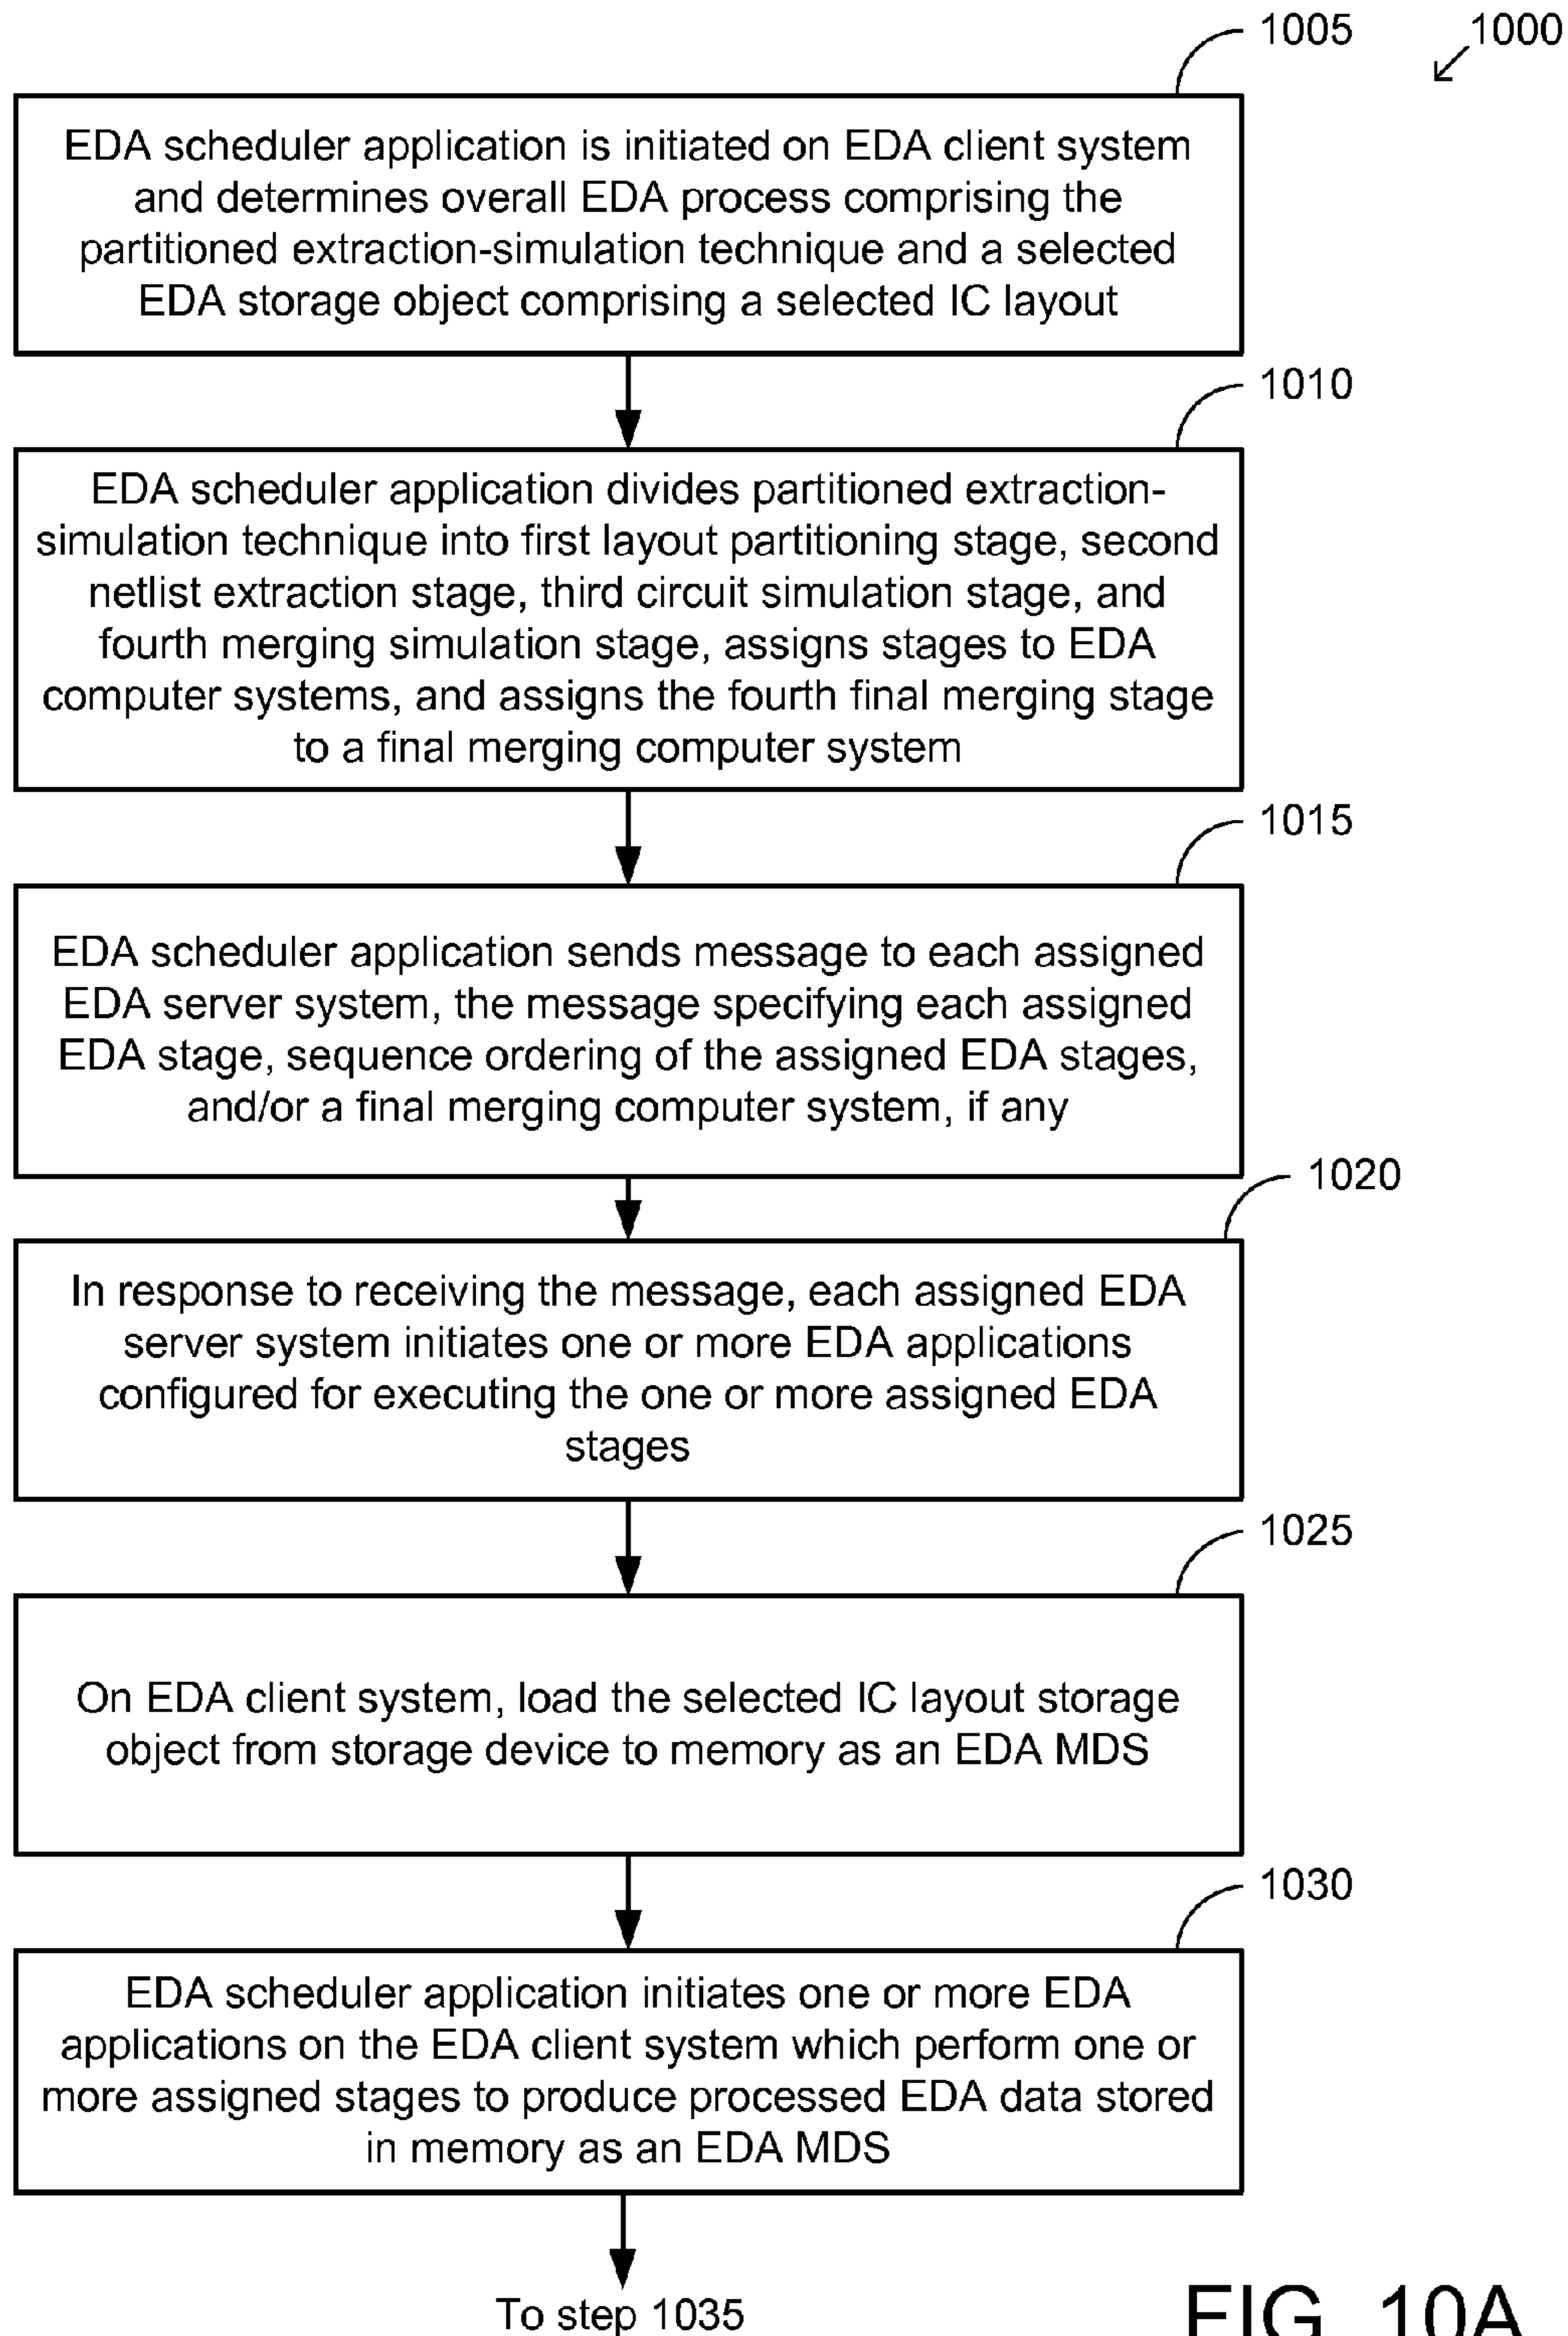 1005
1000
EDA scheduler application is initiated on EDA client system
and determines overall EDA process comprising the
partitioned extraction-simulation technique and a selected
EDA storage object comprising a selected IC layout
1010
EDA scheduler application divides partitioned extraction-
simulation technique into first layout partitioning stage, second
netlist extraction stage, third circuit simulation stage, and
fourth merging simulation stage, assigns stages to EDA
computer systems, and assigns the fourth final merging stage
to a final merging computer system
1015
EDA scheduler application sends message to each assigned
EDA server system, the message specifying each assigned
EDA stage, sequence ordering of the assigned EDA stages,
and/or a final merging computer system, if any
1020
In response to receiving the message, each assigned EDA
server system initiates one or more EDA applications
configured for executing the one or more assigned EDA
stages
1025
On EDA client system, load the selected IC layout storage
object from storage device to memory as an EDA MDS
1030
EDA scheduler application initiates one or more EDA
applications on the EDA client system which perform one or
more assigned stages to produce processed EDA data stored
in memory as an EDA MDS
To step 1035
FIG. 10A